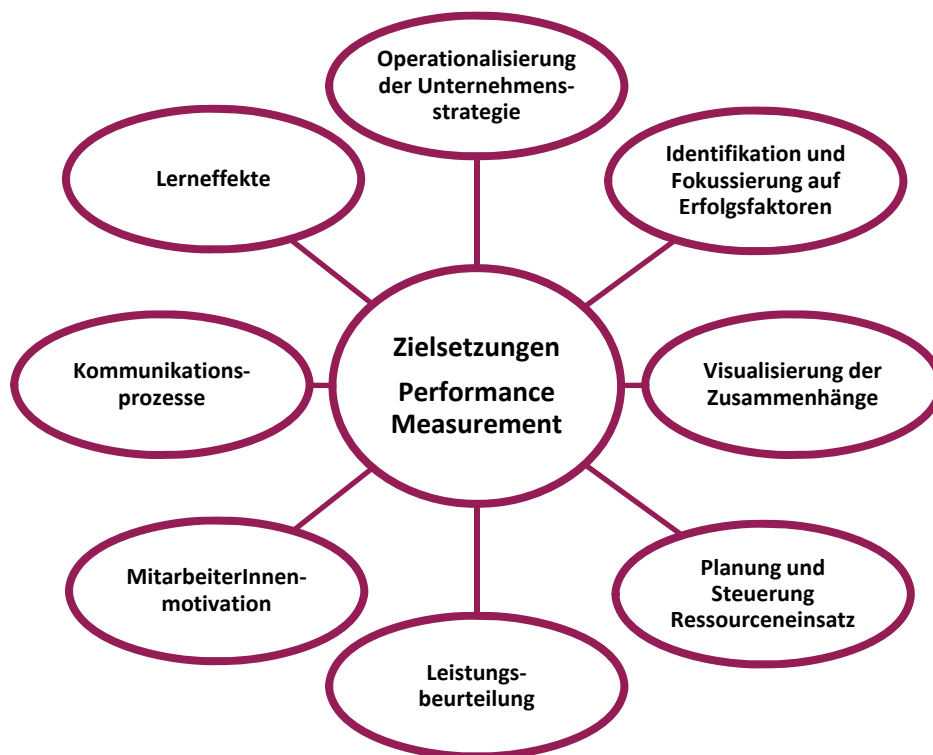 Operationalisierung
der Unternehmens-
strategie
Identifikation und
Fokussierung auf
Erfolgsfaktoren
Lerneffekte
Zielsetzungen
Performance
Measurement
Kommunikations-
prozesse
Visualisierung der
Zusammenhänge
MitarbeiterInnen-
motivation
Planung und
Steuerung
Ressourceneinsatz
Leistungs-
beurteilung